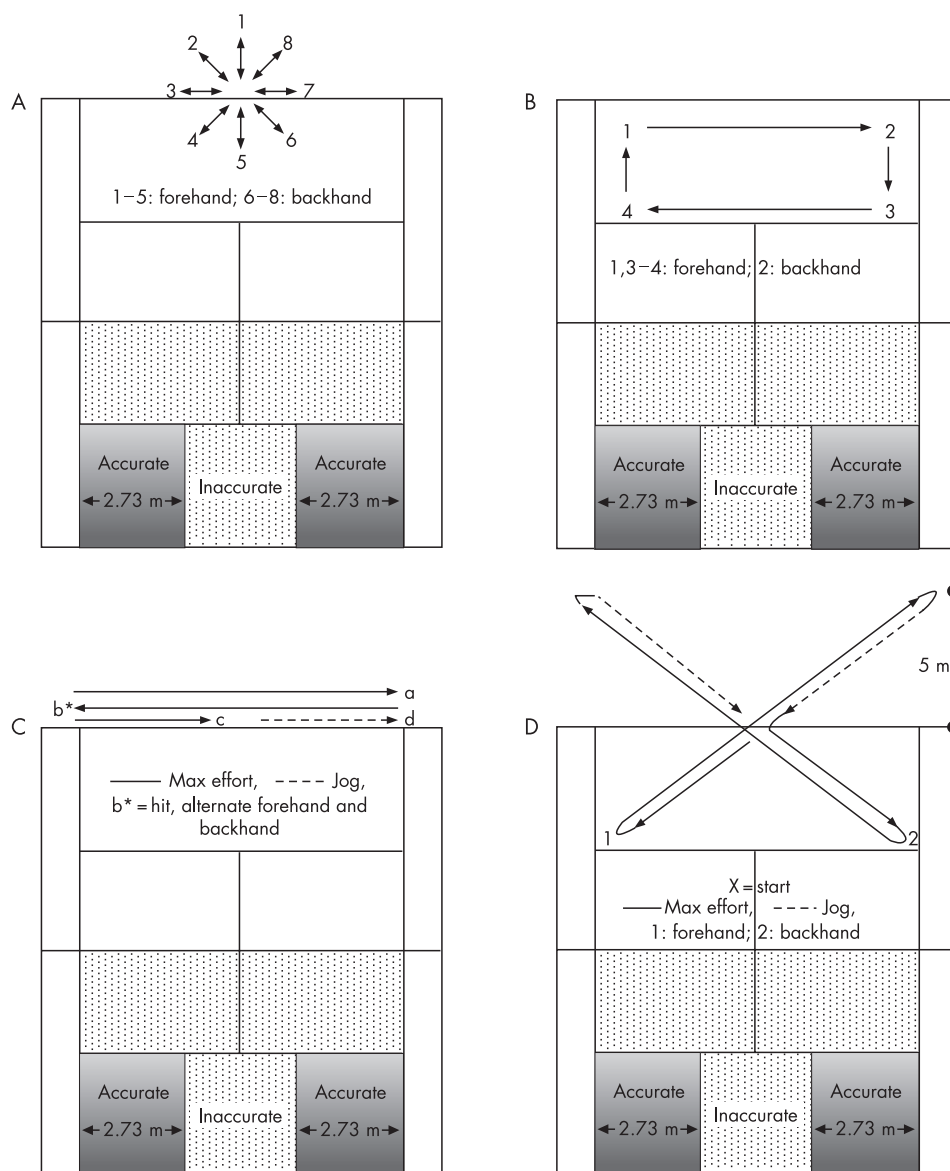 A
1
2
8
3
7
4
6
5
1–5: forehand; 6–8: backhand
Accurate
Accurate
Inaccurate
2.73 m
2.73 m
B
1
2
4
3
1,3–4: forehand; 2: backhand
Accurate
Accurate
Inaccurate
2.73 m
2.73 m
C
a
b*
c
d
Max effort, Jog,
b* = hit, alternate forehand and
backhand
Accurate
Accurate
Inaccurate
2.73 m
2.73 m
D
5 m
1
2
X = start
Max effort, Jog,
1: forehand; 2: backhand
Accurate
Accurate
Inaccurate
2.73 m
2.73 m